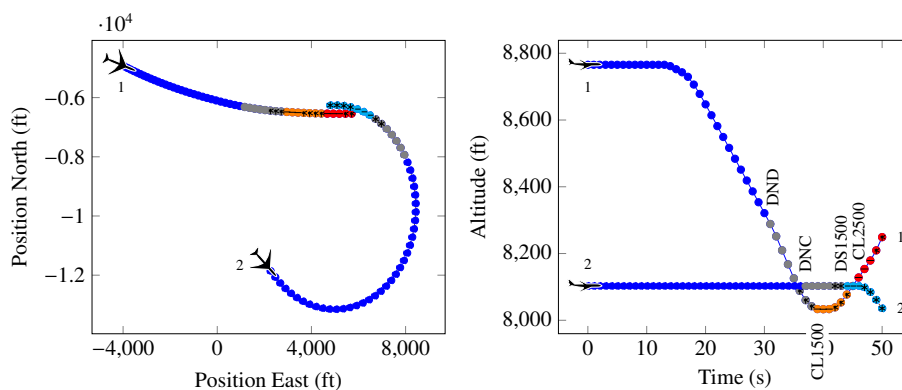 ·10⁴
−0.6
−0.8
−1
−1.2
−4,000
0
4,000
8,000
Position East (ft)
Position North (ft)
1
2
8,800
8,600
8,400
8,200
8,000
0
10
20
30
40
50
Time (s)
Altitude (ft)
1
2
DND
DNC
CL1500
DS1500
CL2500
1
2